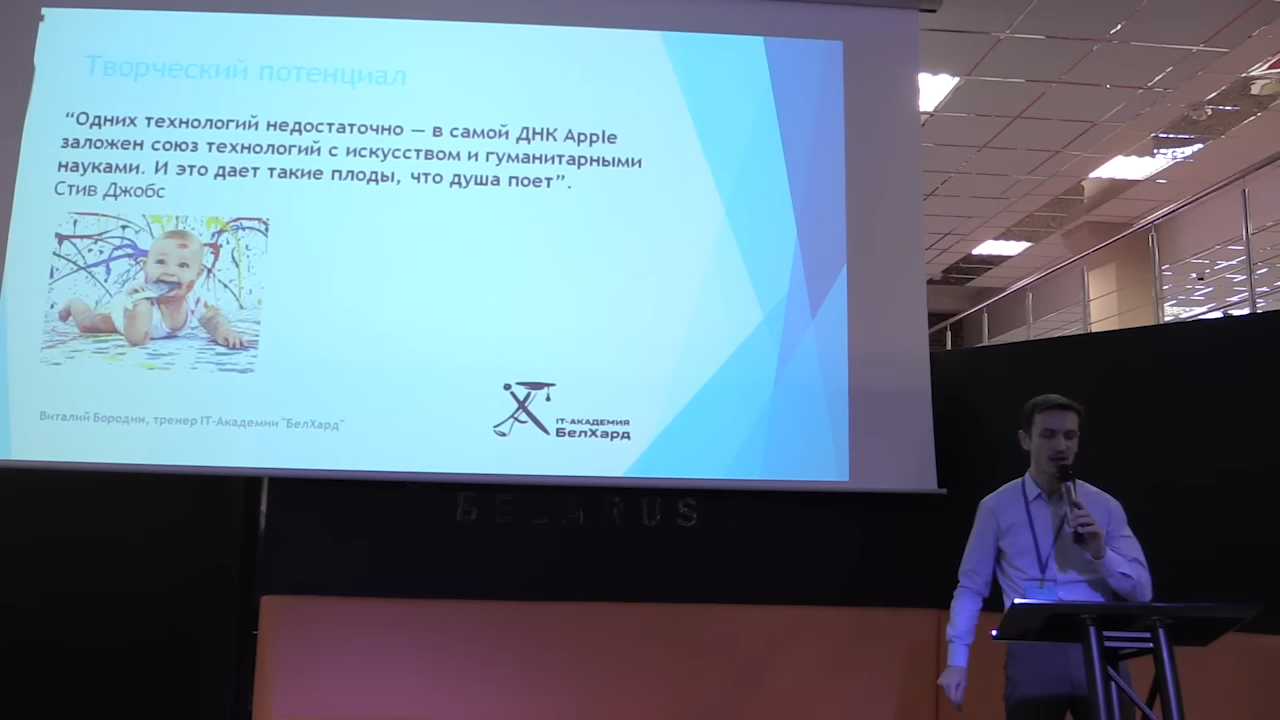 Творческий потенциал
“Одних технологий недостаточно — в самой ДНК Apple
заложен союз технологий с искусством и гуманитарными
науками. И это дает такие плоды, что душа поет”.
Стив Джобс
Виталий Бородин, тренер IT-Академии "БелХард"
IT-АКАДЕМИЯ
БелХард
BELARUS